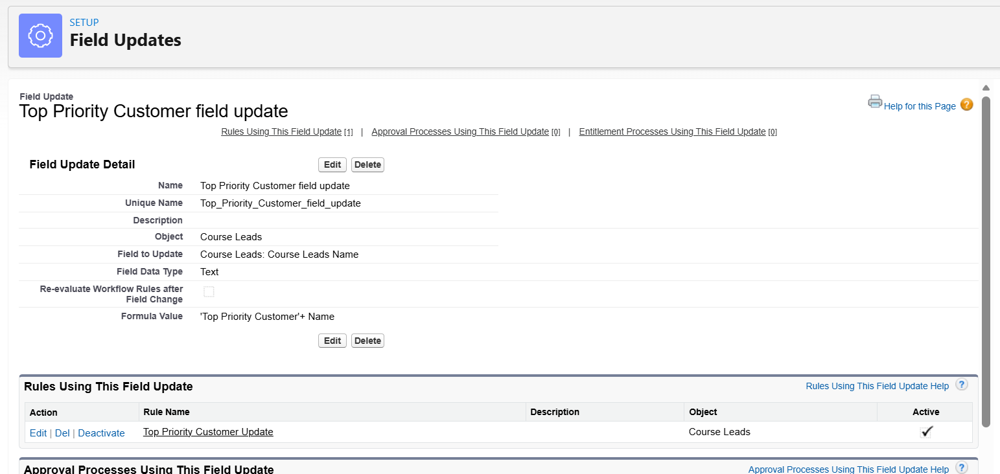 SETUP
Field Updates
Field Update
Top Priority Customer field update
Help for this Page ?
Rules Using This Field Update [1] | Approval Processes Using This Field Update [0] | Entitlement Processes Using This Field Update [0]
Field Update Detail Edit Delete
Name Top Priority Customer field update
Unique Name Top_Priority_Customer_field_update
Description
Object Course Leads
Field to Update Course Leads: Course Leads Name
Field Data Type Text
Re-evaluate Workflow Rules after
Field Change
Formula Value 'Top Priority Customer'+ Name
Edit Delete
Rules Using This Field Update Rules Using This Field Update Help ?
Action Rule Name Description Object Active
Edit | Del | Deactivate Top Priority Customer Update Course Leads
Approval Processes Using This Field Update Approval Processes Using This Field Update Help ?